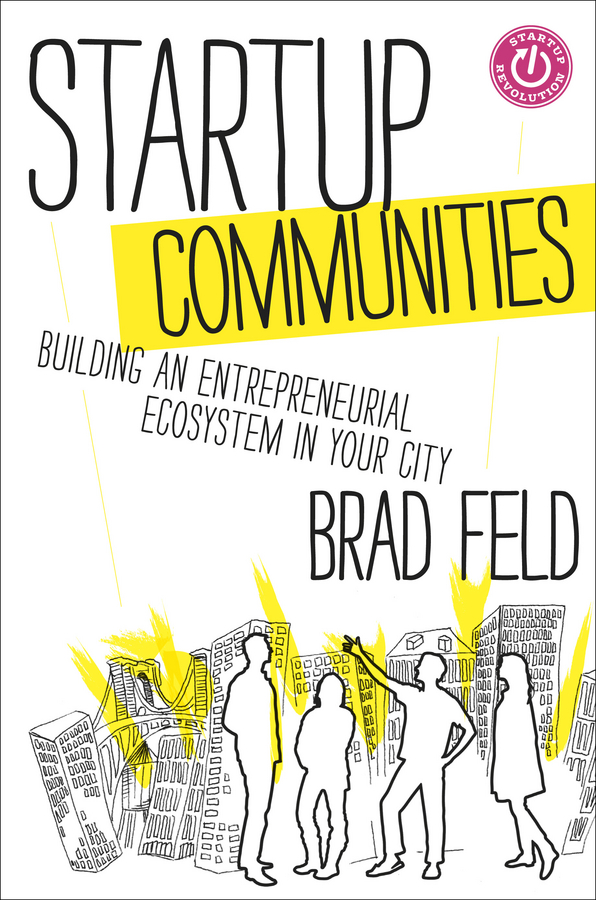 STARTUP
STARTUP
REVOLUTION
COMMUNITIES
BUILDING AN ENTREPRENEURIAL
ECOSYSTEM IN YOUR CITY
BRAD FELD